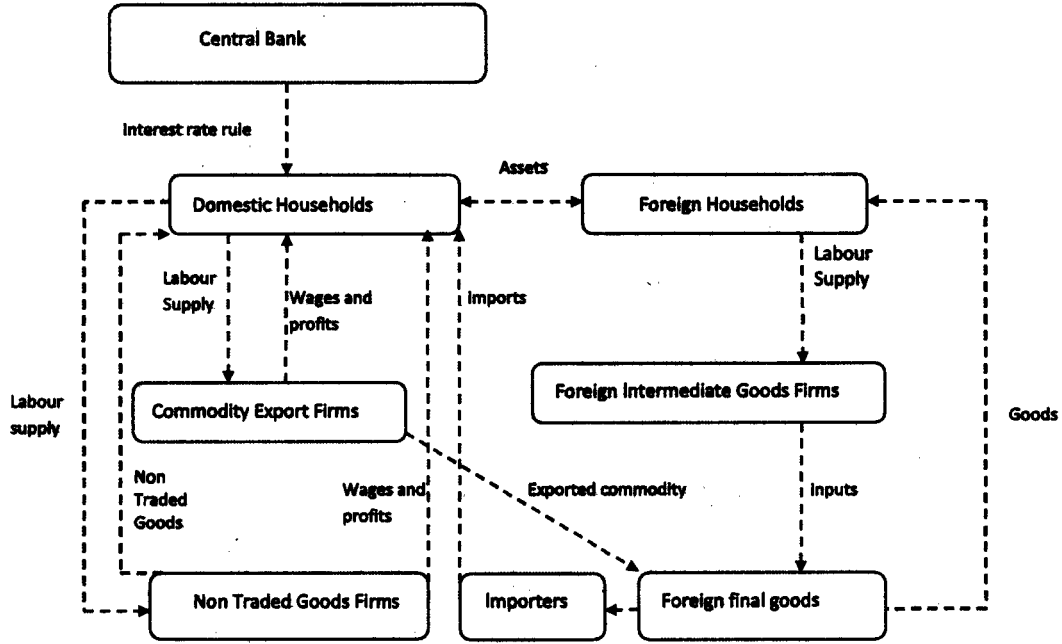 Central Bank
Interest rate rule
Assets
Domestic Households
Foreign Households
Labour
Supply
Wages and
profits
Imports
Labour
Supply
Commodity Export Firms
Foreign Intermediate Goods Firms
Labour
supply
Goods
Non
Traded
Goods
Wages and
profits
Exported commodity
Inputs
Non Traded Goods Firms
Importers
Foreign final goods